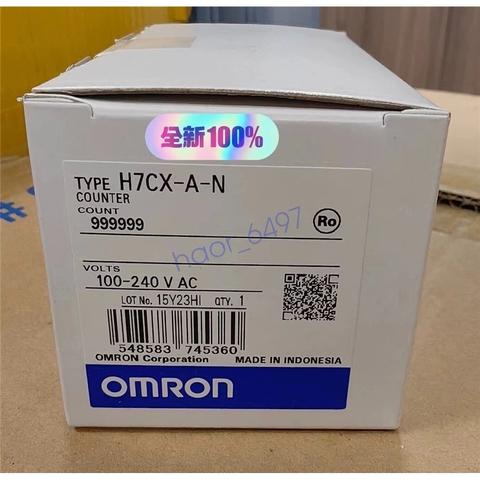 全新100%
TYPE H7CX-A-N
COUNTER
COUNT
999999
Ro
haor_6497
VOLTS
100-240 V AC
LOT No. 15Y23HI QTY. 1
548583 745360
OMRON Corporation MADE IN INDONESIA
OMRON